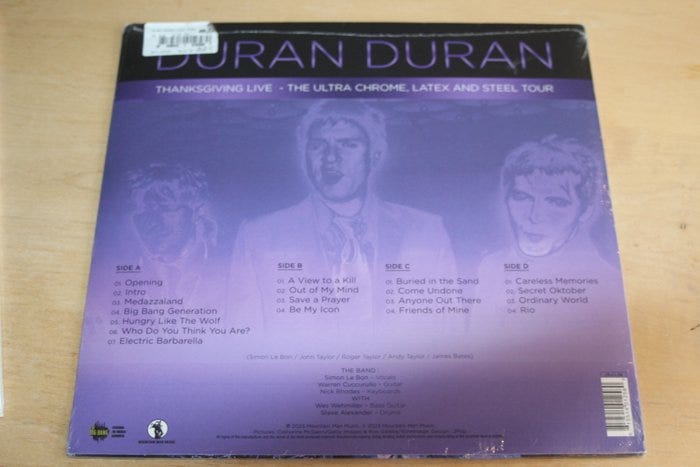 DURAN DURAN
THANKSGIVING LIVE - THE ULTRA CHROME, LATEX AND STEEL TOUR
SIDE A
01. Opening
02. Intro
03. Medazzaland
04. Big Bang Generation
05. Hungry Like The Wolf
06. Who Do You Think You Are?
07. Electric Barbarella
SIDE B
01. A View to a Kill
02. Out of My Mind
03. Save a Prayer
04. Be My Icon
SIDE C
01. Buried in the Sand
02. Come Undone
03. Anyone Out There
04. Friends of Mine
SIDE D
01. Careless Memories
02. Secret Oktober
03. Ordinary World
04. Rio
(Simon Le Bon / John Taylor / Roger Taylor / Andy Taylor / James Bates)
THE BAND
Simon Le Bon - Vocals
Warren Cuccurullo - Guitar
Nick Rhodes - Keyboards
WITH
Wes Wehmiller - Bass Guitar
Steve Alexander - Drums
BIG BANG
MOUNTAIN MAN MUSIC